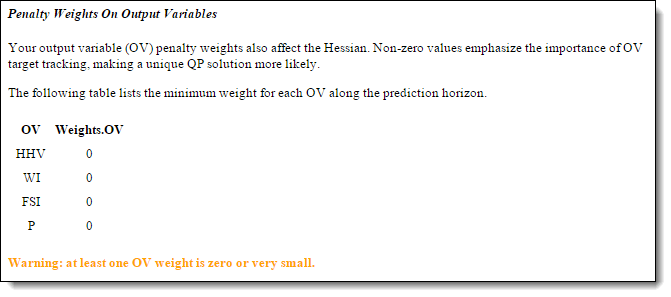 Penalty Weights On Output Variables
Your output variable (OV) penalty weights also affect the Hessian. Non-zero values emphasize the importance of OV
target tracking, making a unique QP solution more likely.
The following table lists the minimum weight for each OV along the prediction horizon.
OV Weights.OV
HHV 0
WI 0
FSI 0
P 0
Warning: at least one OV weight is zero or very small.